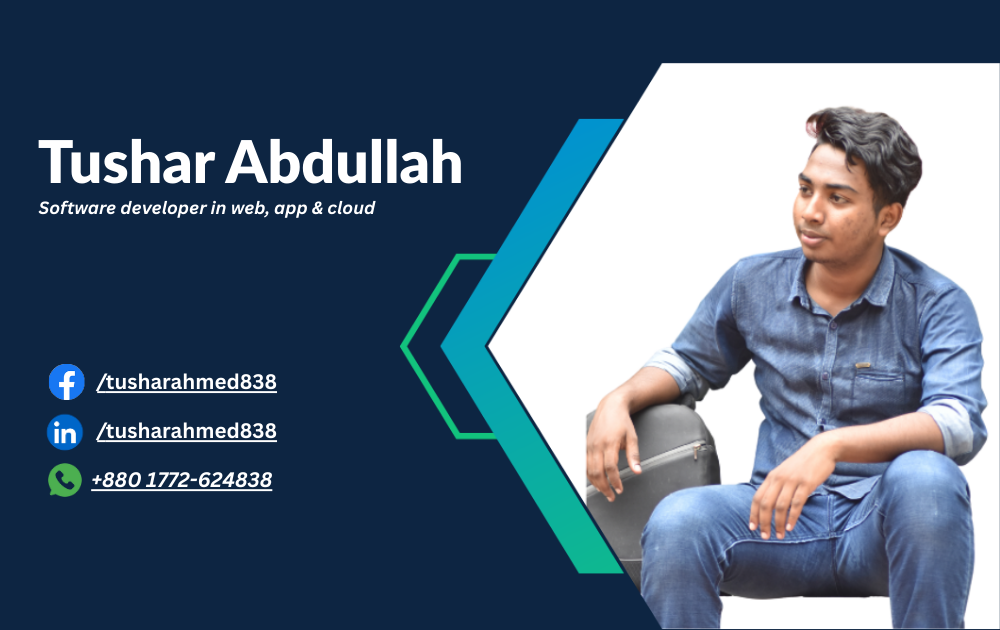 Tushar Abdullah
Software developer in web, app & cloud
/tusharahmed838
/tusharahmed838
+880 1772-624838